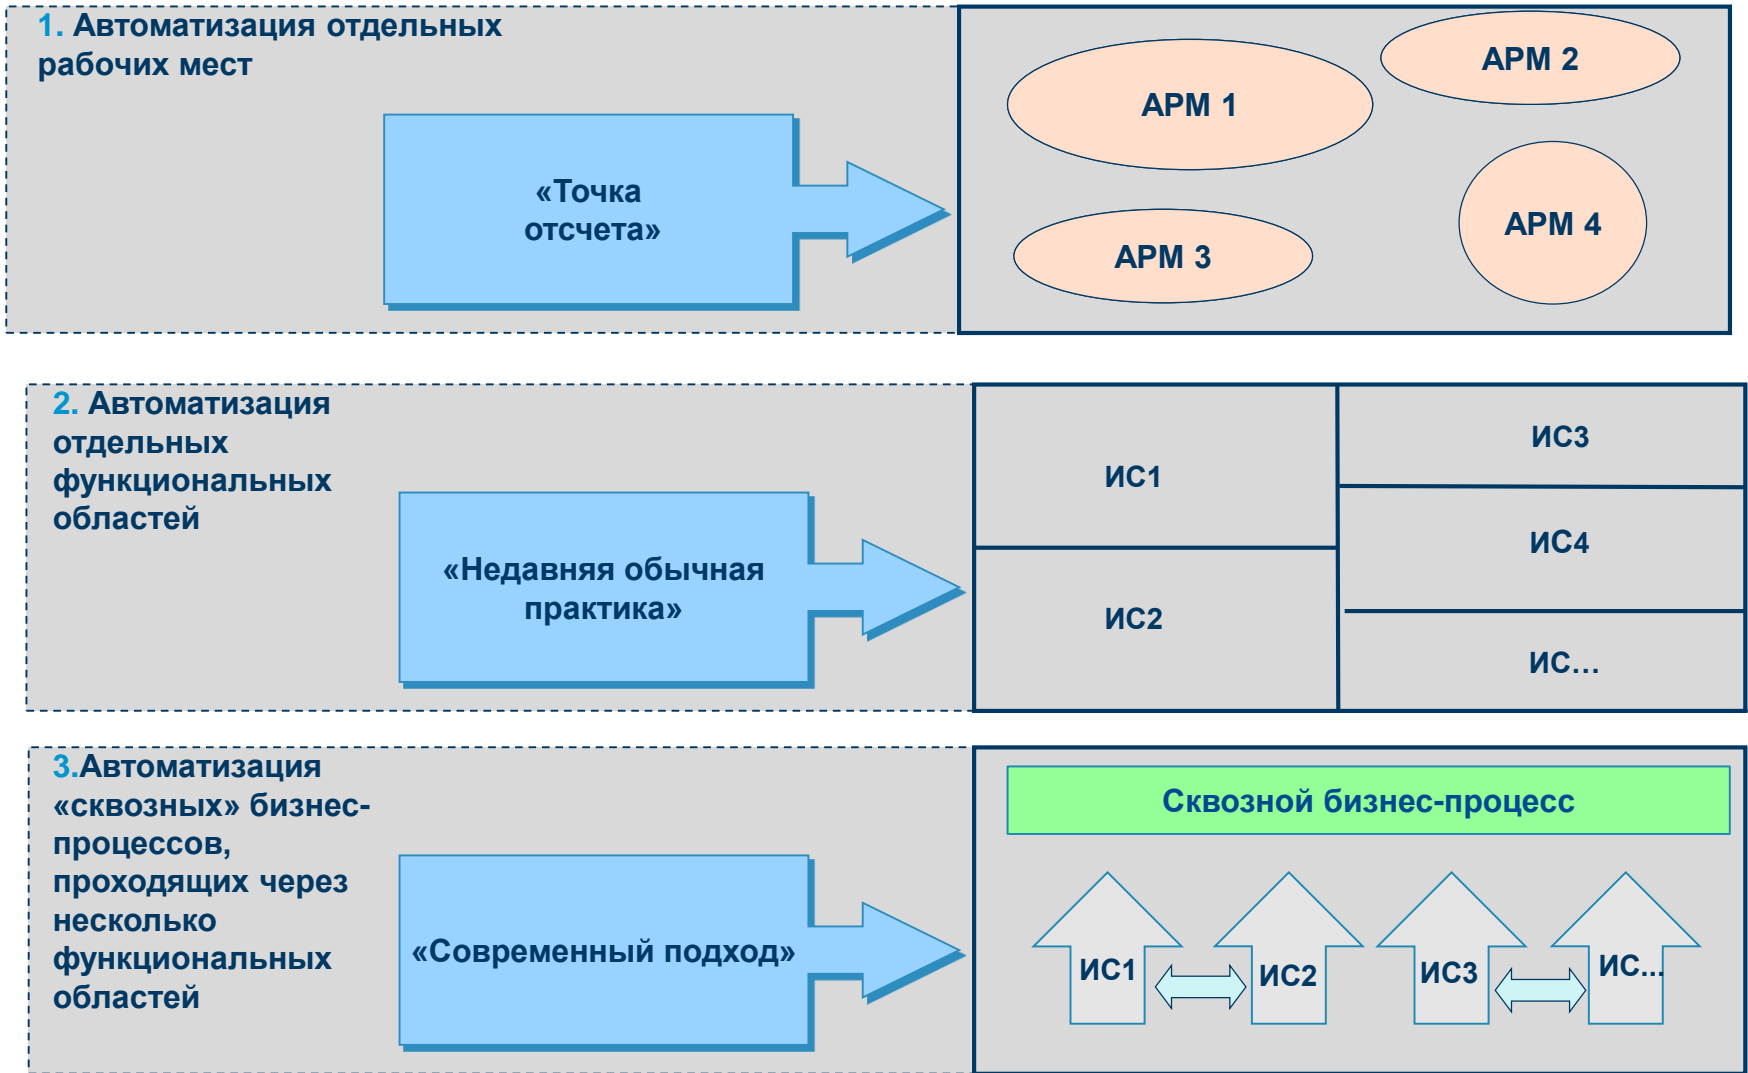 1. Автоматизация отдельных
рабочих мест
«Точка
отсчета»
АРМ 1
АРМ 2
АРМ 3
АРМ 4
2. Автоматизация
отдельных
функциональных
областей
«Недавняя обычная
практика»
ИС1
ИС2
ИС3
ИС4
ИС…
3.Автоматизация
«сквозных» бизнес-
процессов,
проходящих через
несколько
функциональных
областей
«Современный подход»
Сквозной бизнес-процесс
ИС1
ИС2
ИС3
ИС...